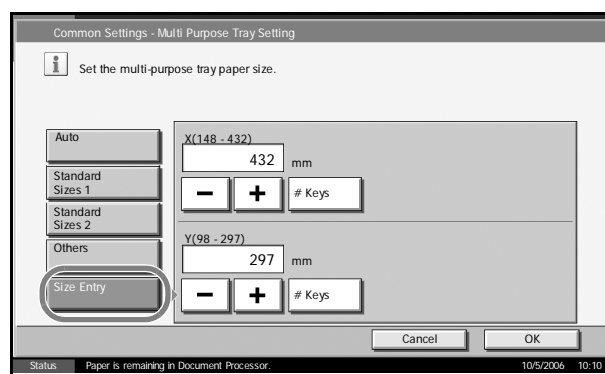 Common Settings - Multi Purpose Tray Setting
i Set the multi-purpose tray paper size.
Auto
Standard
Sizes 1
Standard
Sizes 2
Others
Size Entry
X(148 - 432)
432 mm
− + # Keys
Y(98 - 297)
297 mm
− + # Keys
Cancel OK
Status Paper is remaining in Document Processor. 10/5/2006 10:10